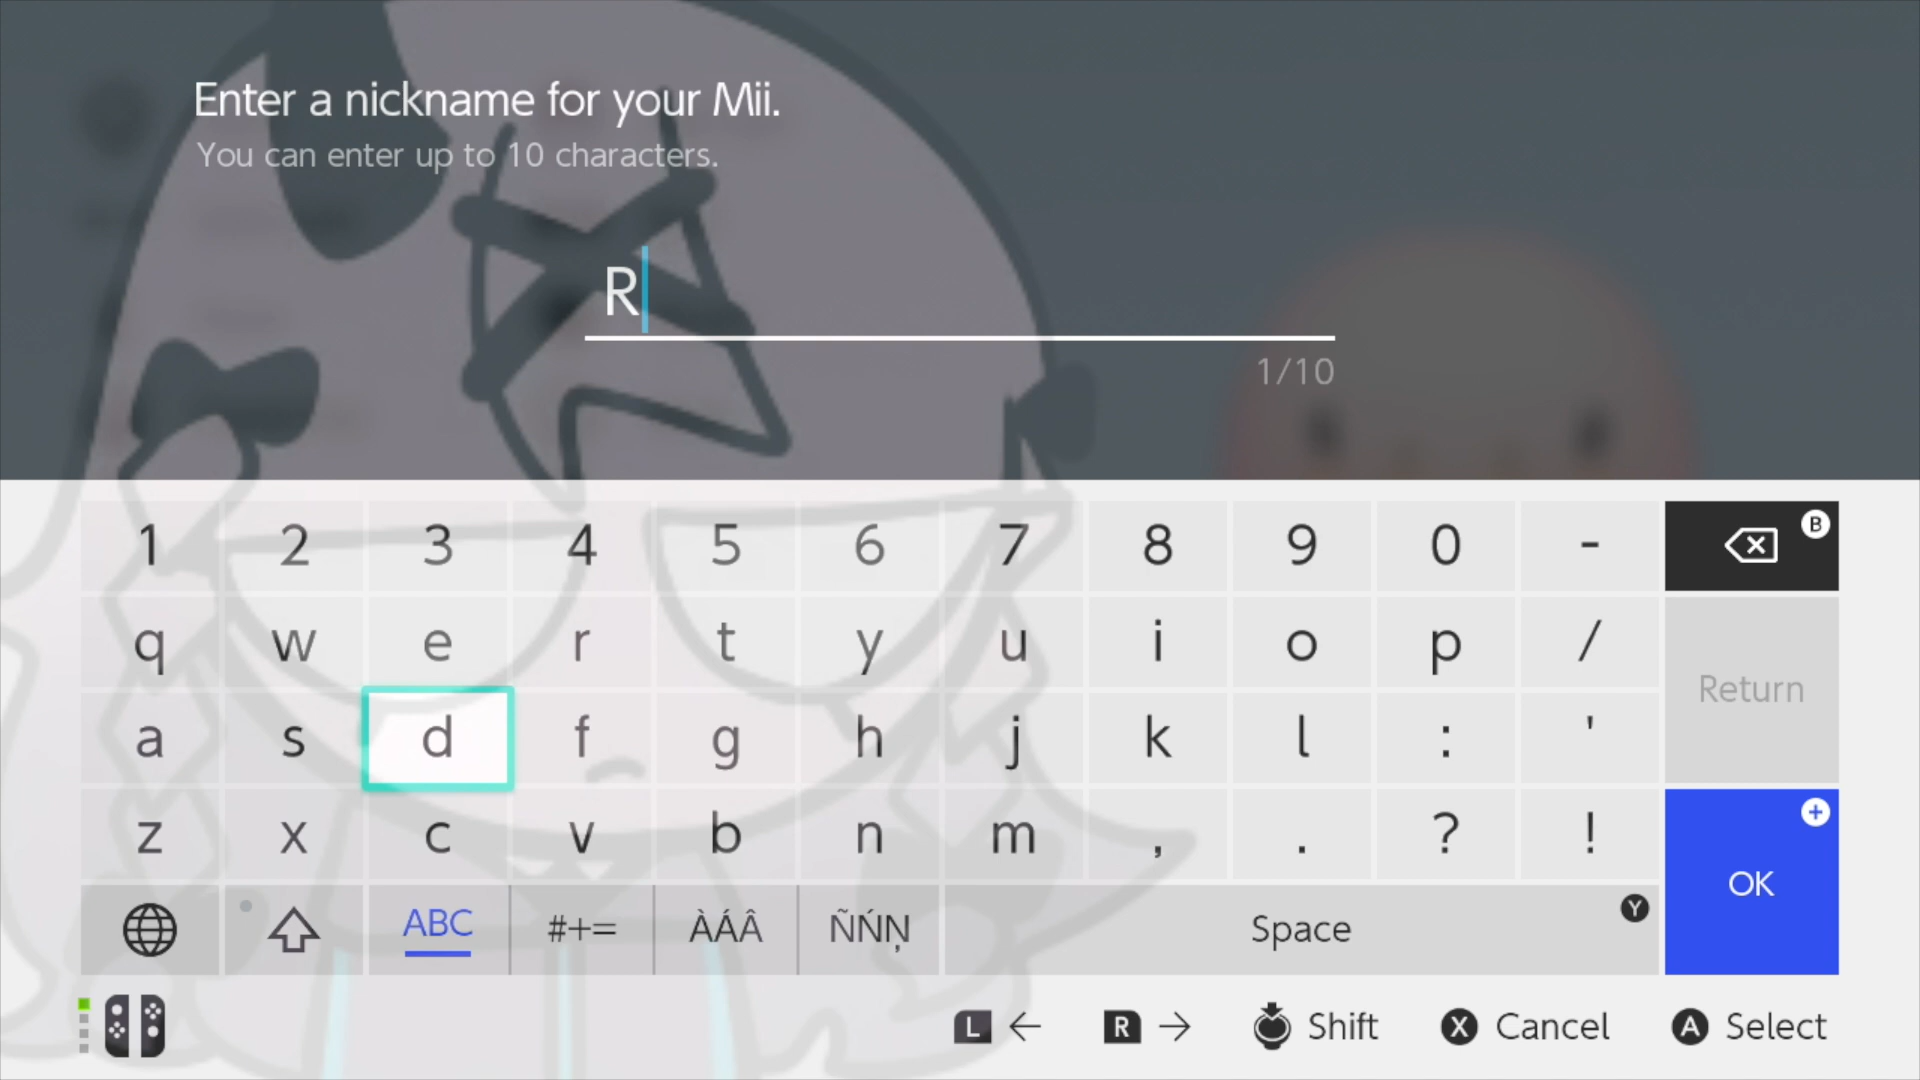 Enter a nickname for your Mii.
You can enter up to 10 characters.
R
1/10
1 2 3 4 5 6 7 8 9 0 - B
q w e r t y u i o p /
Return
a s d f g h j k l : '
z x c v b n m , . ? ! +
OK
ABC #+= ÀÁÂ ÑŃŅ Space Y
L ← R → Shift X Cancel A Select